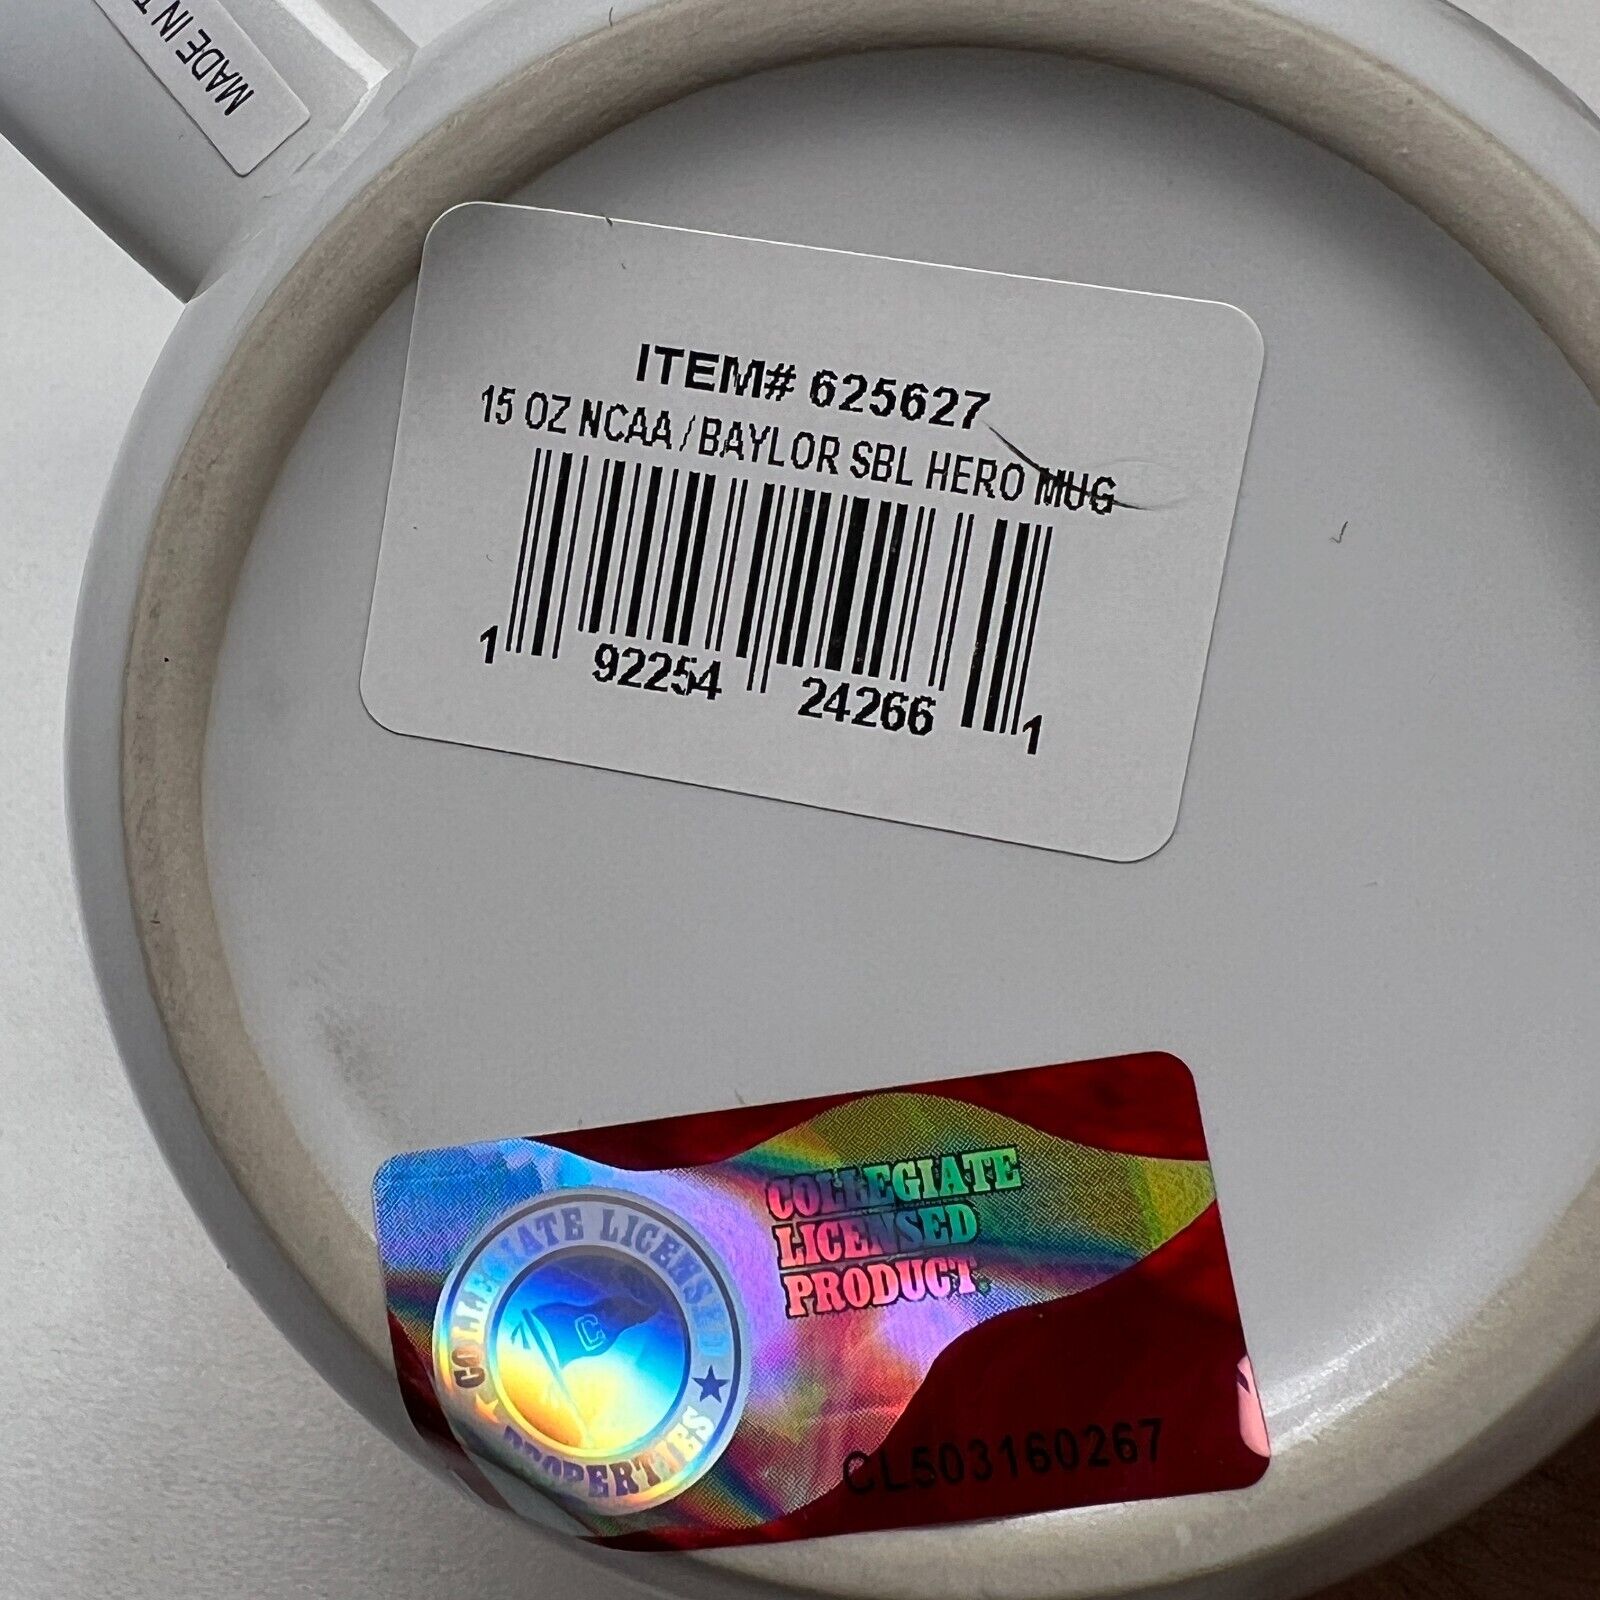 MADE IN
ITEM# 625627
15 OZ NCAA / BAYLOR SBL HERO MUG
1 92254 24266 1
COLLEGIATE LICENSED PROPERTIES
C
COLLEGIATE
LICENSED
PRODUCT®
CL503160267